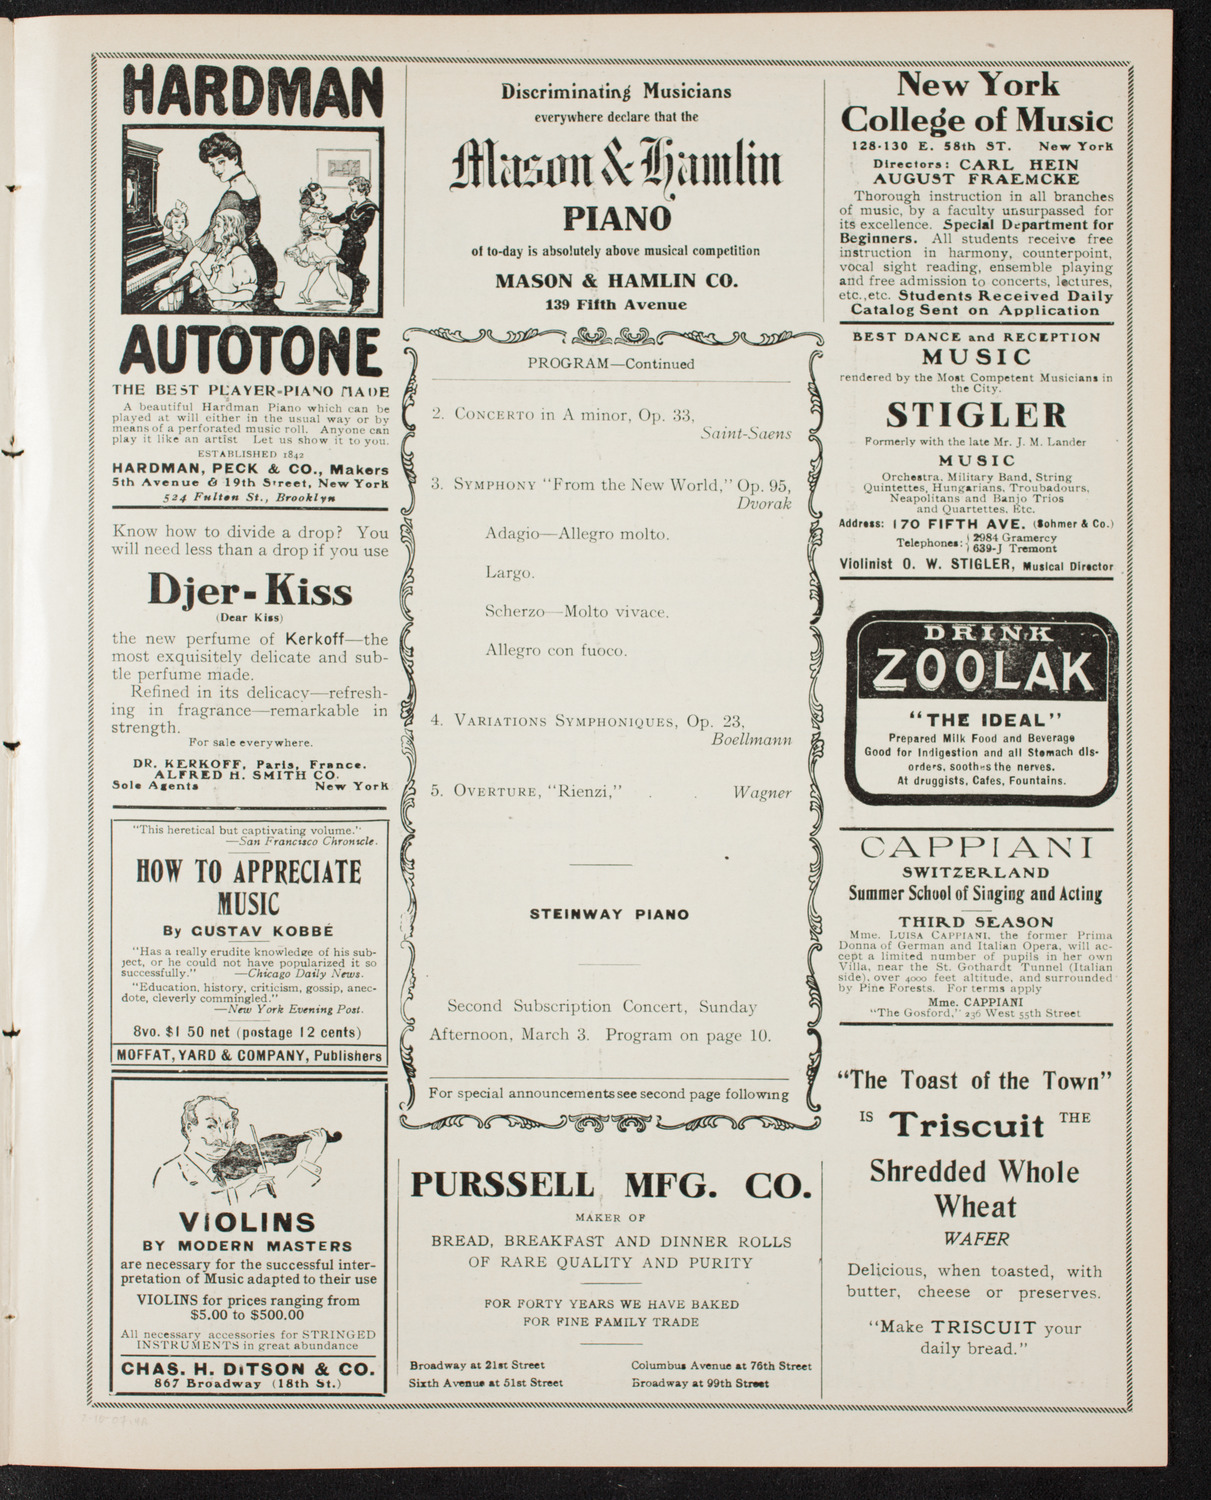 HARDMAN
AUTOTONE
THE BEST PLAYER-PIANO MADE
A beautiful Hardman Piano which can be
played at will either in the usual way or by
means of a perforated music roll. Anyone can
play it like an artist Let us show it to you.
ESTABLISHED 1842
HARDMAN, PECK & CO., Makers
5th Avenue & 19th Street, New York
524 Fulton St., Brooklyn
Know how to divide a drop? You
will need less than a drop if you use
Djer-Kiss
(Dear Kiss)
the new perfume of Kerkoff—the
most exquisitely delicate and sub-
tle perfume made.
Refined in its delicacy—refresh-
ing in fragrance—remarkable in
strength.
For sale everywhere.
DR. KERKOFF, Paris, France.
ALFRED H. SMITH CO.
Sole Agents New York
"This heretical but captivating volume."
—San Francisco Chronicle.
HOW TO APPRECIATE
MUSIC
By GUSTAV KOBBÉ
"Has a really erudite knowledge of his sub-
ject, or he could not have popularized it so
successfully." —Chicago Daily News.
"Education, history, criticism, gossip, anec-
dote, cleverly commingled."
—New York Evening Post.
8vo. $1 50 net (postage 12 cents)
MOFFAT, YARD & COMPANY, Publishers
VIOLINS
BY MODERN MASTERS
are necessary for the successful inter-
pretation of Music adapted to their use
VIOLINS for prices ranging from
$5.00 to $500.00
All necessary accessories for STRINGED
INSTRUMENTS in great abundance
CHAS. H. DITSON & CO.
867 Broadway (18th St.)
Discriminating Musicians
everywhere declare that the
Mason & Hamlin
PIANO
of to-day is absolutely above musical competition
MASON & HAMLIN CO.
139 Fifth Avenue
PROGRAM—Continued
2. CONCERTO in A minor, Op. 33,
Saint-Saens
3. SYMPHONY "From the New World," Op. 95,
Dvorak
Adagio—Allegro molto.
Largo.
Scherzo—Molto vivace.
Allegro con fuoco.
4. VARIATIONS SYMPHONIQUES, Op. 23,
Boellmann
5. OVERTURE, "Rienzi," . . Wagner
STEINWAY PIANO
Second Subscription Concert, Sunday
Afternoon, March 3. Program on page 10.
For special announcements see second page following
PURSSELL MFG. CO.
MAKER OF
BREAD, BREAKFAST AND DINNER ROLLS
OF RARE QUALITY AND PURITY
FOR FORTY YEARS WE HAVE BAKED
FOR FINE FAMILY TRADE
Broadway at 21st Street Columbus Avenue at 76th Street
Sixth Avenue at 51st Street Broadway at 99th Street
New York
College of Music
128-130 E. 58th ST. New York
Directors: CARL HEIN
AUGUST FRAEMCKE
Thorough instruction in all branches
of music, by a faculty unsurpassed for
its excellence. Special Department for
Beginners. All students receive free
instruction in harmony, counterpoint,
vocal sight reading, ensemble playing
and free admission to concerts, lectures,
etc., etc. Students Received Daily
Catalog Sent on Application
BEST DANCE and RECEPTION
MUSIC
rendered by the Most Competent Musicians in
the City.
STIGLER
Formerly with the late Mr. J. M. Lander
MUSIC
Orchestra, Military Band, String
Quintettes, Hungarians, Troubadours,
Neapolitans and Banjo Trios
and Quartettes, Etc.
Address: 170 FIFTH AVE. (Sohmer & Co.)
Telephones: { 2984 Gramercy
639-J Tremont
Violinist O. W. STIGLER, Musical Director
DRINK
ZOOLAK
"THE IDEAL"
Prepared Milk Food and Beverage
Good for Indigestion and all Stomach dis-
orders, soothes the nerves.
At druggists, Cafes, Fountains.
CAPPIANI
SWITZERLAND
Summer School of Singing and Acting
THIRD SEASON
Mme. LUISA CAPPIANI, the former Prima
Donna of German and Italian Opera, will ac-
cept a limited number of pupils in her own
Villa, near the St. Gothardt Tunnel (Italian
side), over 4000 feet altitude, and surrounded
by Pine Forests. For terms apply
Mme. CAPPIANI
"The Gosford," 236 West 55th Street
"The Toast of the Town"
IS Triscuit THE
Shredded Whole
Wheat
WAFER
Delicious, when toasted, with
butter, cheese or preserves.
"Make TRISCUIT your
daily bread."